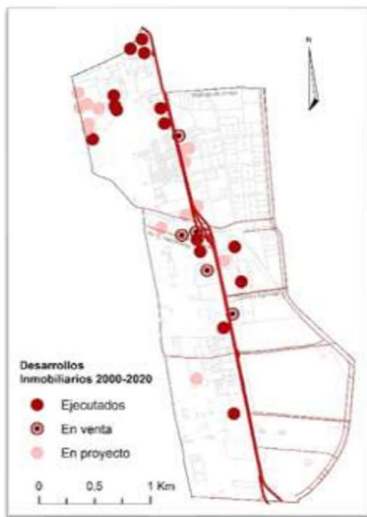 N
Desarrollos
Inmobiliarios 2000-2020
Ejecutados
En venta
En proyecto
0 0,5 1 Km